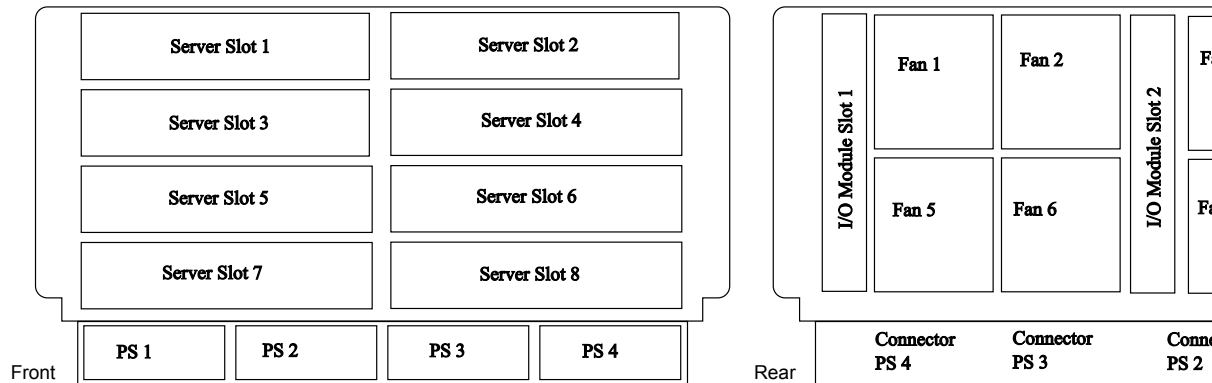 Server Slot 1
Server Slot 2
Server Slot 3
Server Slot 4
Server Slot 5
Server Slot 6
Server Slot 7
Server Slot 8
PS 1
PS 2
PS 3
PS 4
Front
I/O Module Slot 1
Fan 1
Fan 2
I/O Module Slot 2
Fan 5
Fan 6
Connector
PS 4
Connector
PS 3
PS 2
Rear